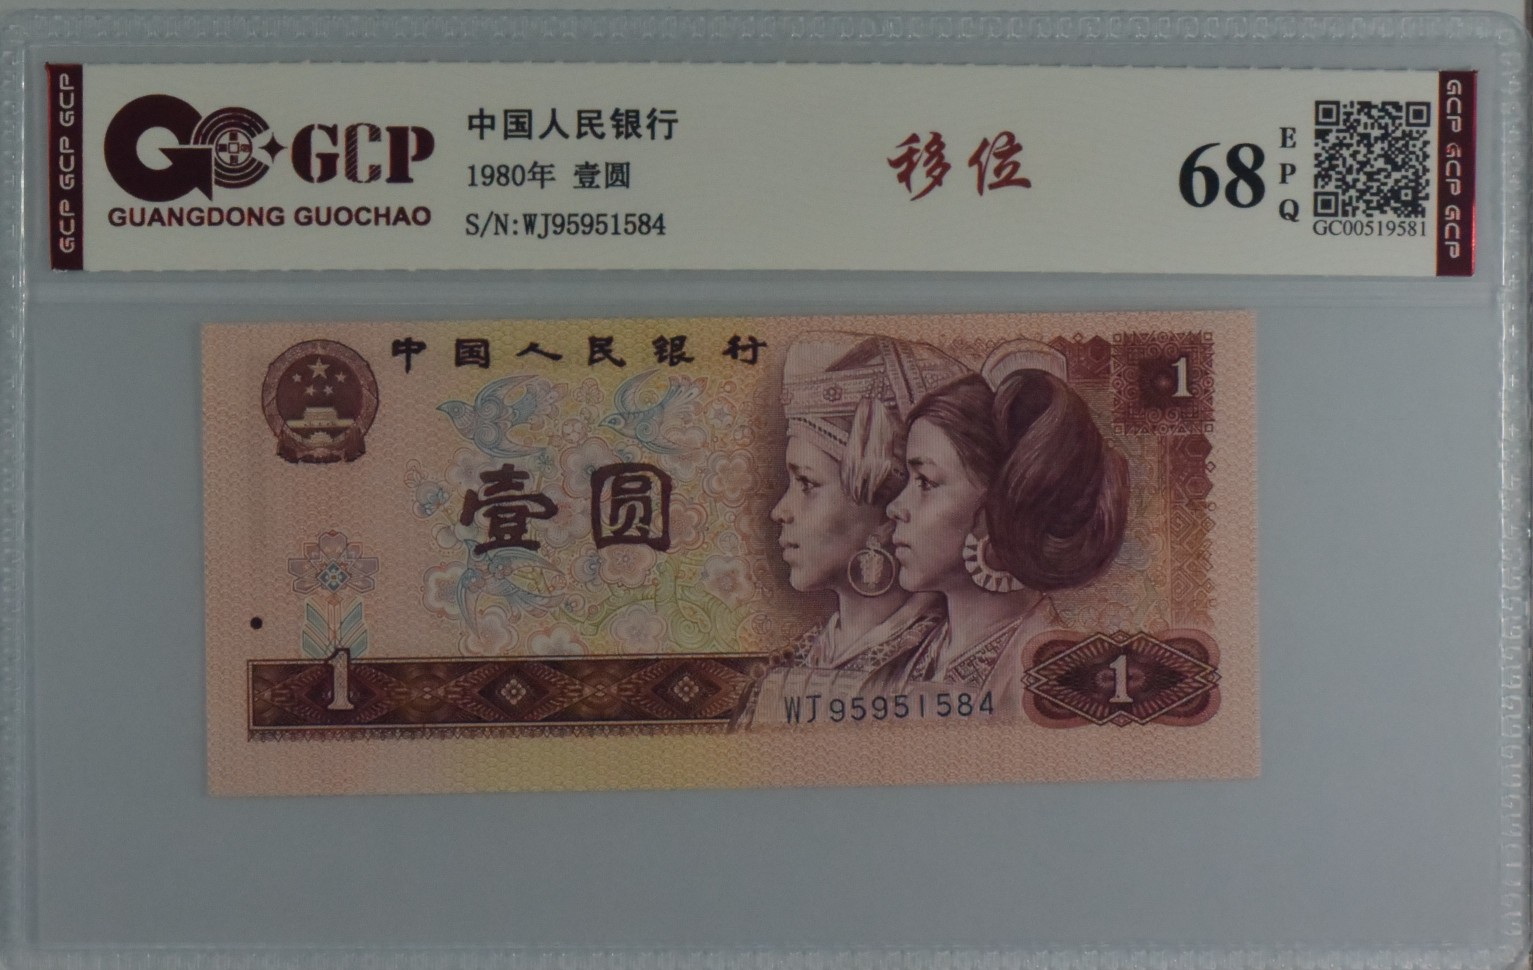 GCP GCP GCP
GCP
GUANGDONG GUOCHAO
中国人民银行
1980年 壹圆
S/N:WJ95951584
移位
68
EPQ
GC00519581
GCP GCP GCP
中国人民银行
1
壹圆
1
1
WJ95951584